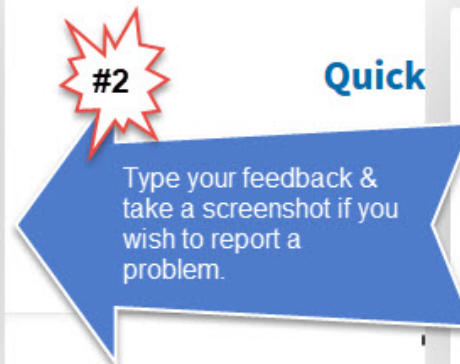 #2
Quick
Type your feedback &
take a screenshot if you
wish to report a
problem.